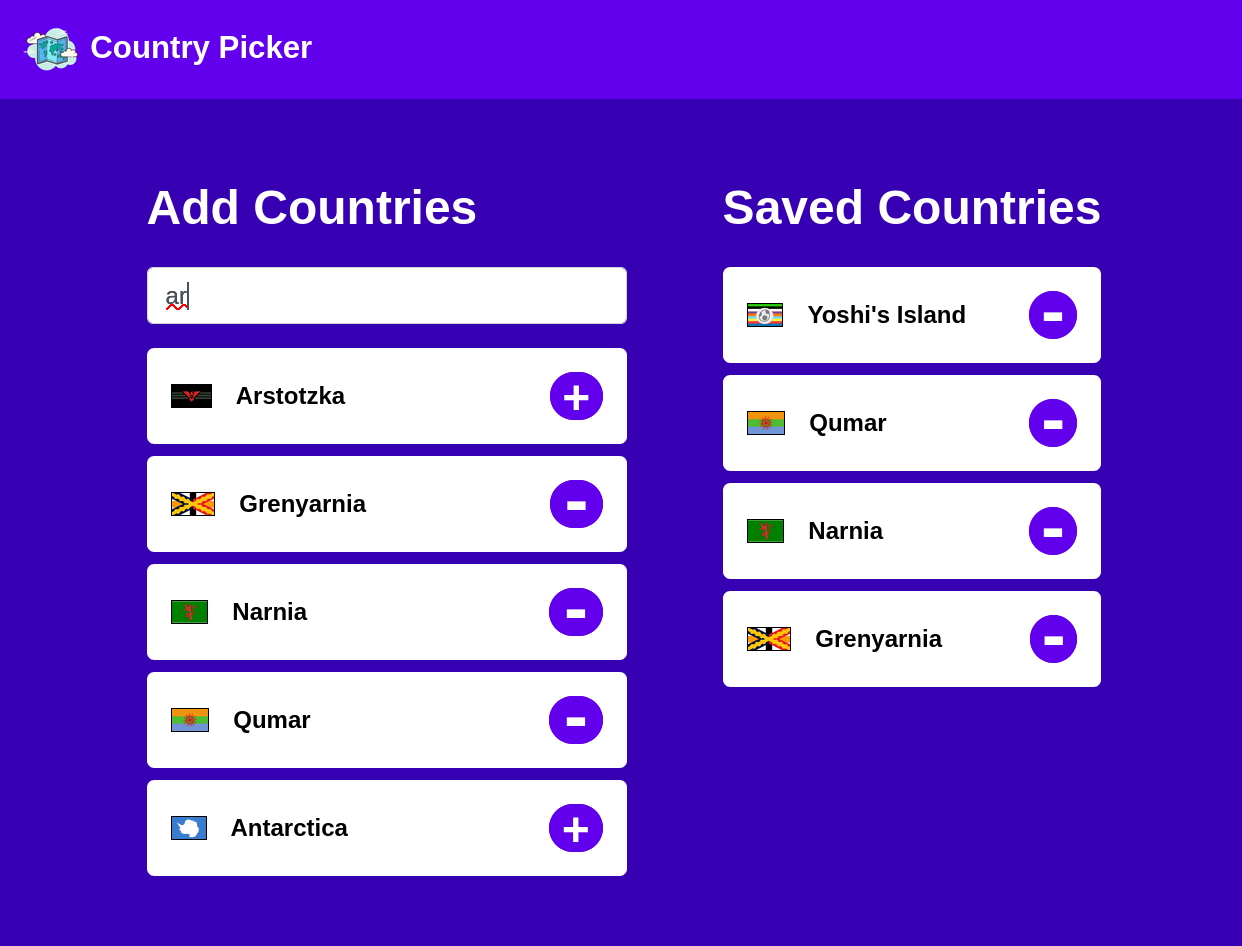 Country Picker
Add Countries
ar
Arstotzka
+
Grenyarnia
-
Narnia
-
Qumar
-
Antarctica
+
Saved Countries
Yoshi's Island
-
Qumar
-
Narnia
-
Grenyarnia
-